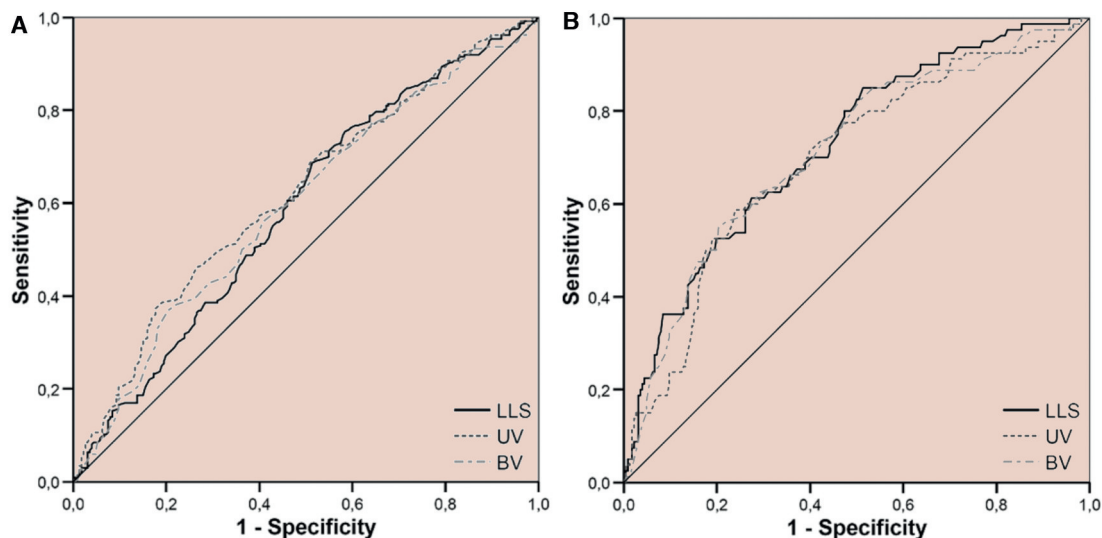 A
1,0
0,8
0,6
0,4
0,2
0,0
Sensitivity
0,0 0,2 0,4 0,6 0,8 1,0
1 - Specificity
LLS
UV
BV
B
1,0
0,8
0,6
0,4
0,2
0,0
Sensitivity
0,0 0,2 0,4 0,6 0,8 1,0
1 - Specificity
LLS
UV
BV